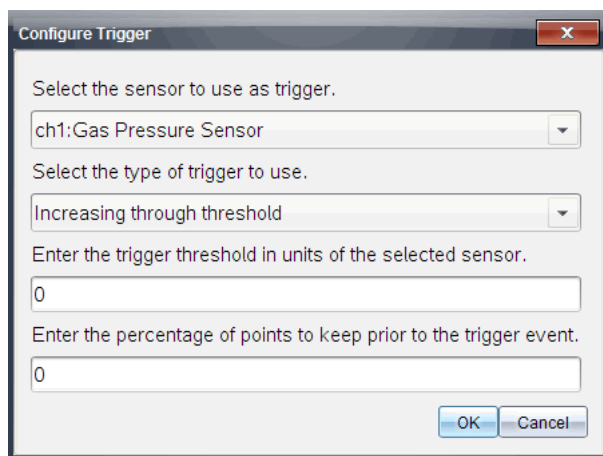 Configure Trigger
Select the sensor to use as trigger.
ch1:Gas Pressure Sensor
Select the type of trigger to use.
Increasing through threshold
Enter the trigger threshold in units of the selected sensor.
0
Enter the percentage of points to keep prior to the trigger event.
0
OK Cancel